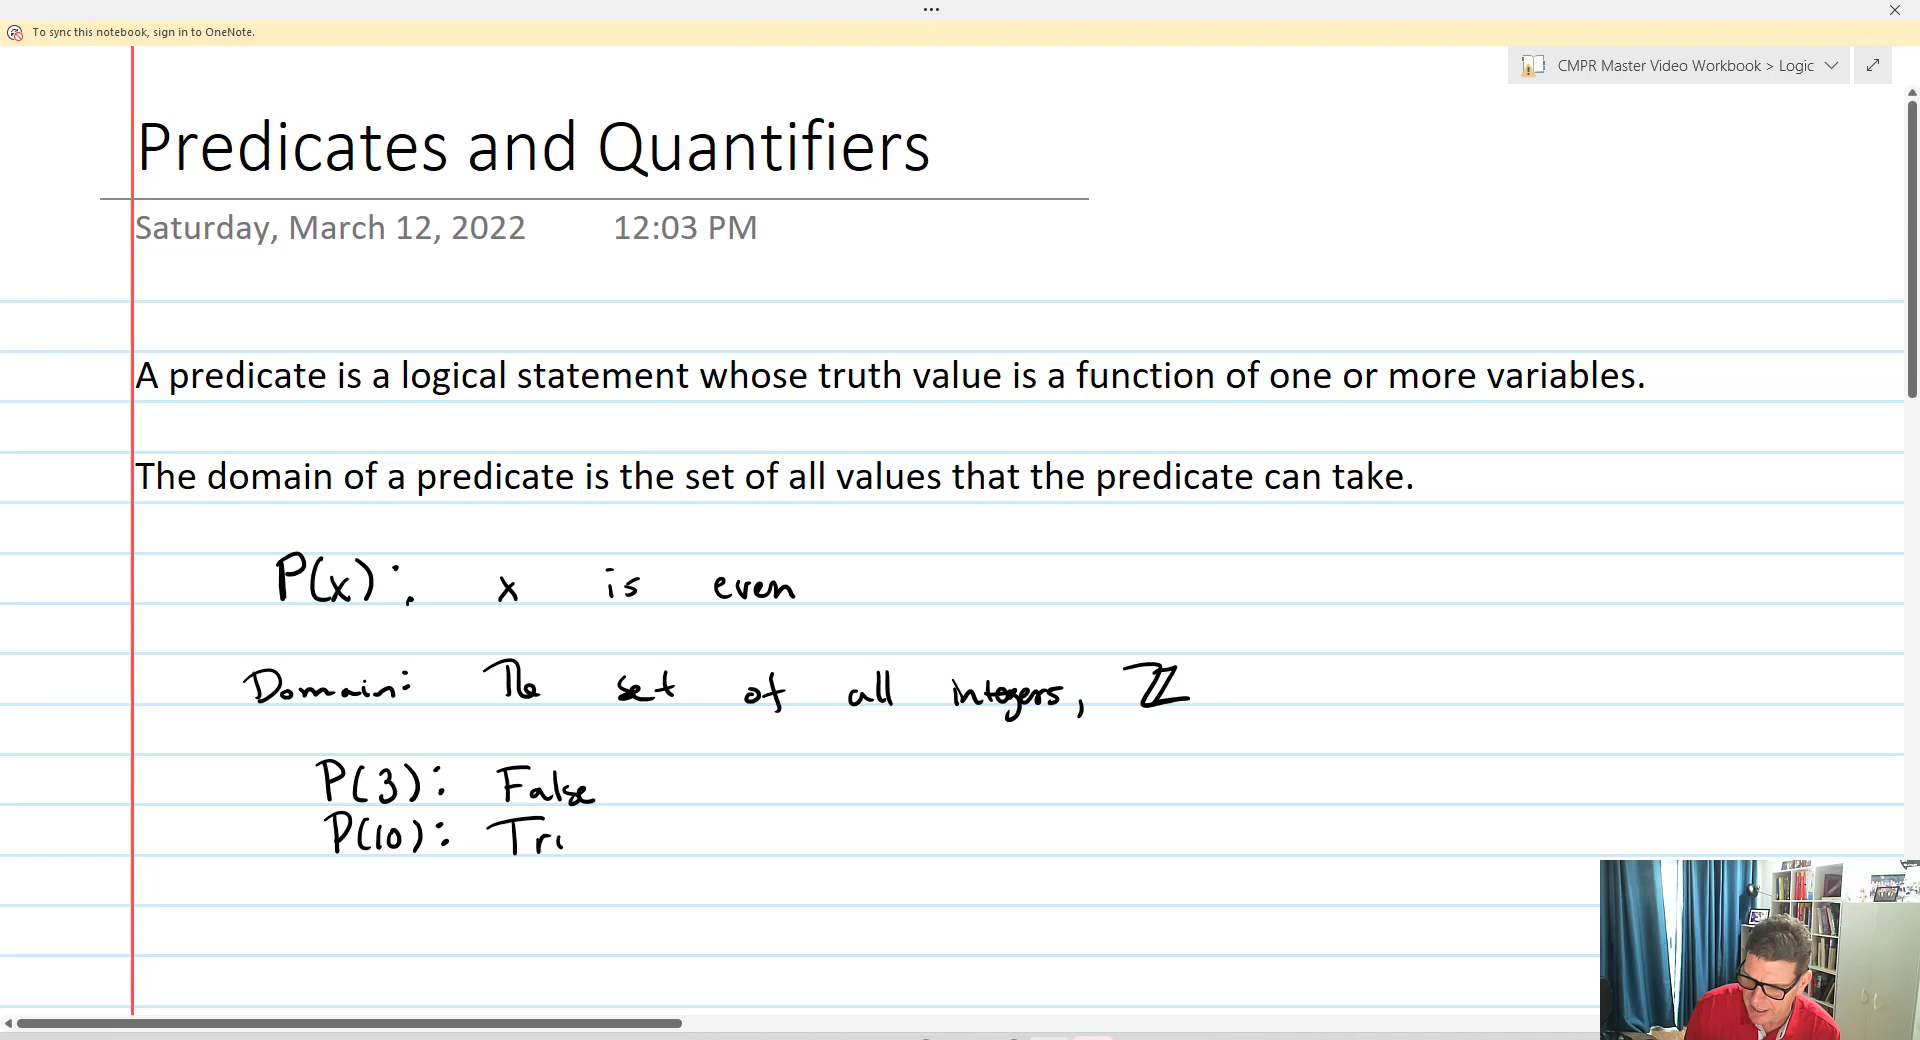 To sync this notebook, sign in to OneNote.
CMPR Master Video Workbook > Logic
Predicates and Quantifiers
Saturday, March 12, 2022 12:03 PM
A predicate is a logical statement whose truth value is a function of one or more variables.
The domain of a predicate is the set of all values that the predicate can take.
P(x): x is even
Domain: The set of all integers, ℤ
P(3): False
P(10): Tri